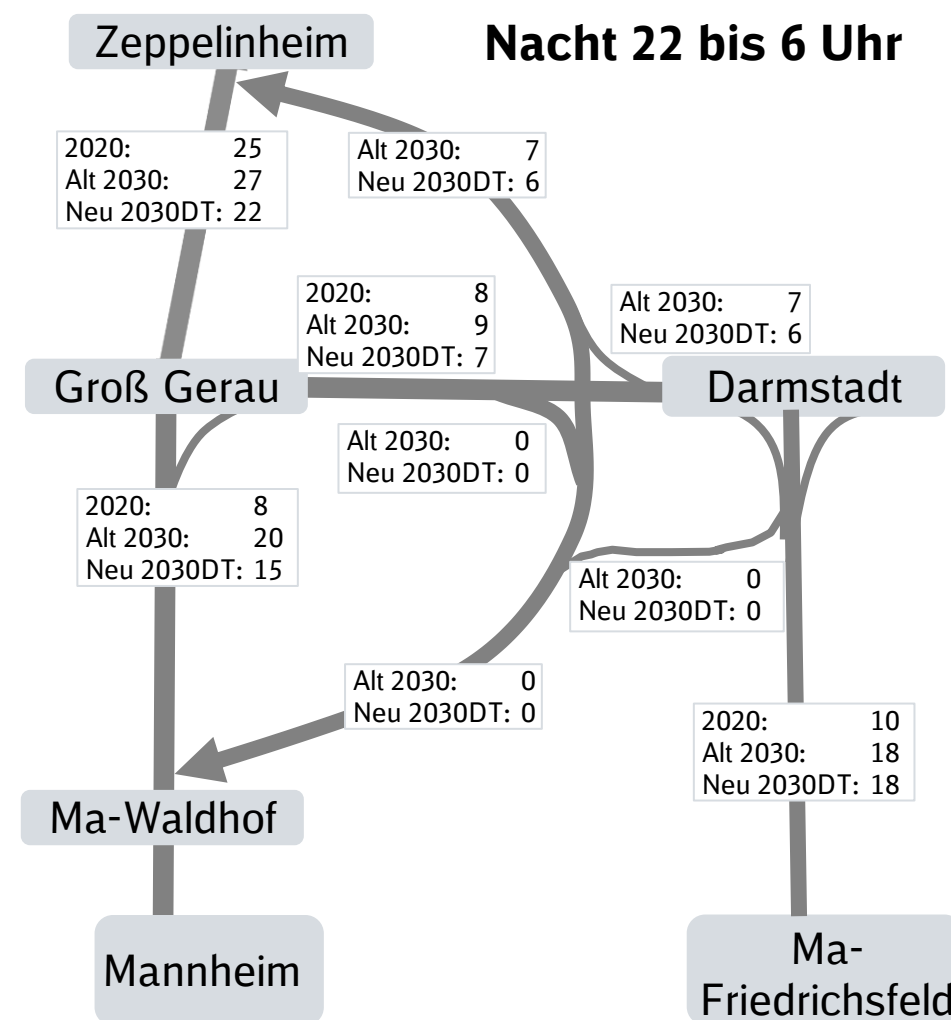 Zeppelinheim
Nacht 22 bis 6 Uhr
2020: 25
Alt 2030: 27
Neu 2030DT: 22
Alt 2030: 7
Neu 2030DT: 6
2020: 8
Alt 2030: 9
Neu 2030DT: 7
Alt 2030: 7
Neu 2030DT: 6
Groß Gerau
Darmstadt
Alt 2030: 0
Neu 2030DT: 0
2020: 8
Alt 2030: 20
Neu 2030DT: 15
Alt 2030: 0
Neu 2030DT: 0
Alt 2030: 0
Neu 2030DT: 0
2020: 10
Alt 2030: 18
Neu 2030DT: 18
Ma-Waldhof
Mannheim
Ma-
Friedrichsfeld